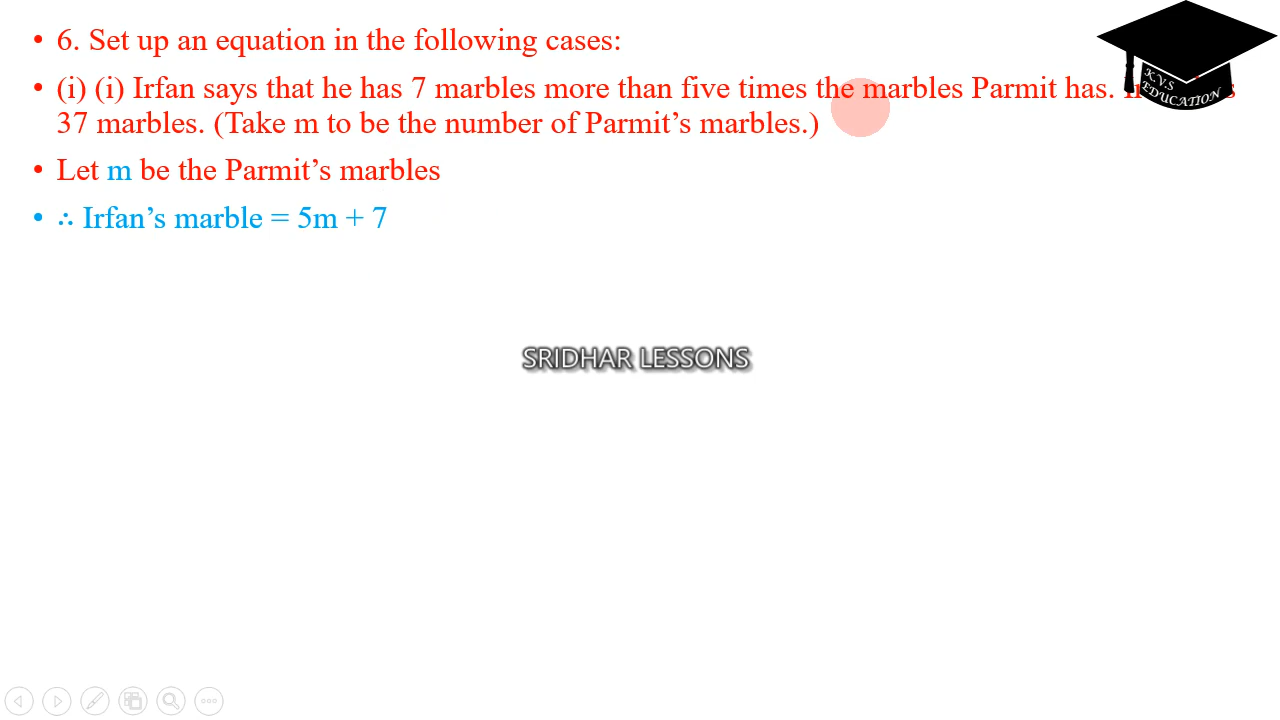 • 6. Set up an equation in the following cases:
• (i) (i) Irfan says that he has 7 marbles more than five times the marbles Parmit has.
37 marbles. (Take m to be the number of Parmit’s marbles.)
• Let m be the Parmit’s marbles
• ∴ Irfan’s marble = 5m + 7
SRIDHAR LESSONS
K.V.S
EDUCATION